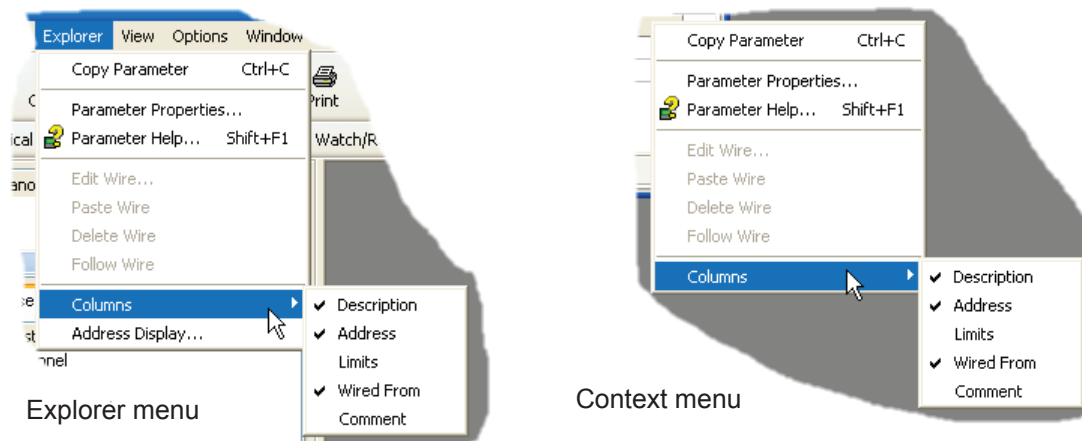 Explorer View Options Window
Copy Parameter Ctrl+C
Print
Parameter Properties...
Parameter Help... Shift+F1
Watch/R
Edit Wire...
Paste Wire
Delete Wire
Follow Wire
Columns
Address Display...
Description
Address
Limits
Wired From
Comment
Explorer menu
Copy Parameter Ctrl+C
Parameter Properties...
Parameter Help... Shift+F1
Edit Wire...
Paste Wire
Delete Wire
Follow Wire
Columns
Description
Address
Limits
Wired From
Comment
Context menu